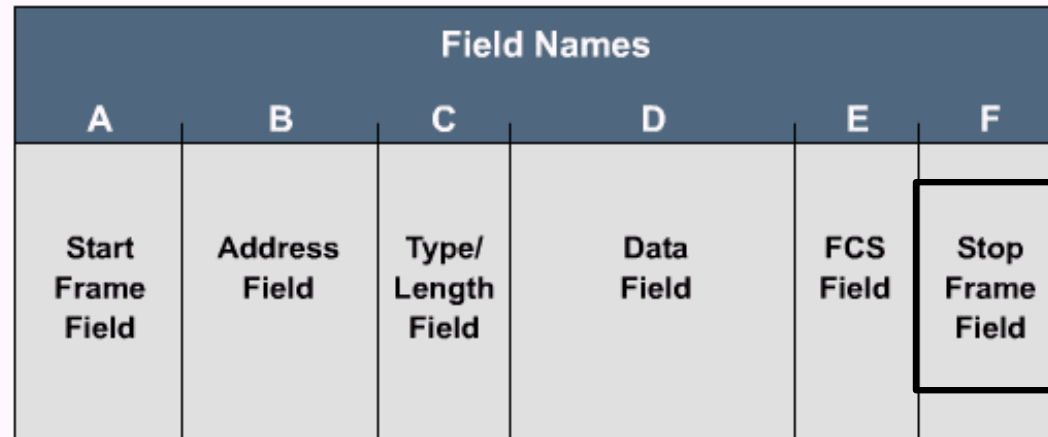 Field Names
A B C D E F
Start Frame Field
Address Field
Type/ Length Field
Data Field
FCS Field
Stop Frame Field